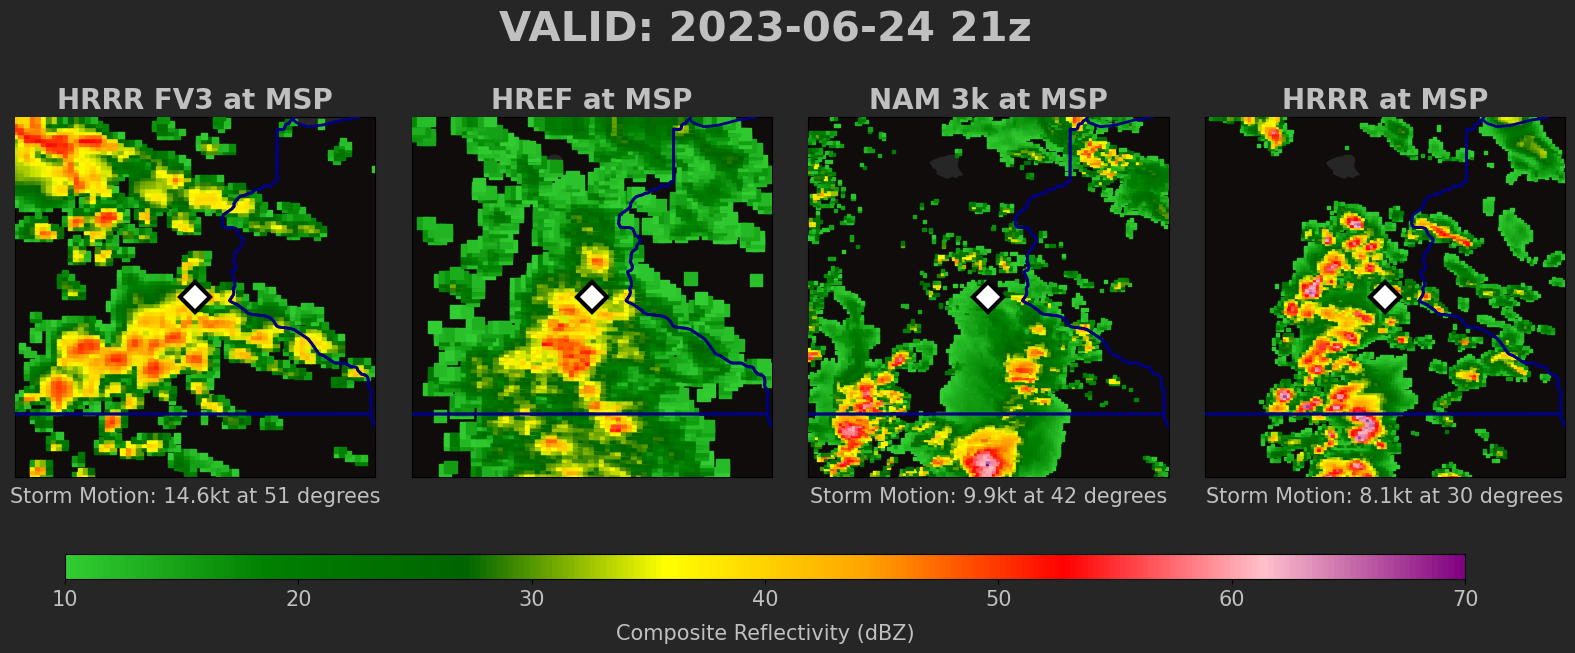 VALID: 2023-06-24 21z
HRRR FV3 at MSP
HREF at MSP
NAM 3k at MSP
HRRR at MSP
Storm Motion: 14.6kt at 51 degrees
Storm Motion: 9.9kt at 42 degrees
Storm Motion: 8.1kt at 30 degrees
10 20 30 40 50 60 70
Composite Reflectivity (dBZ)